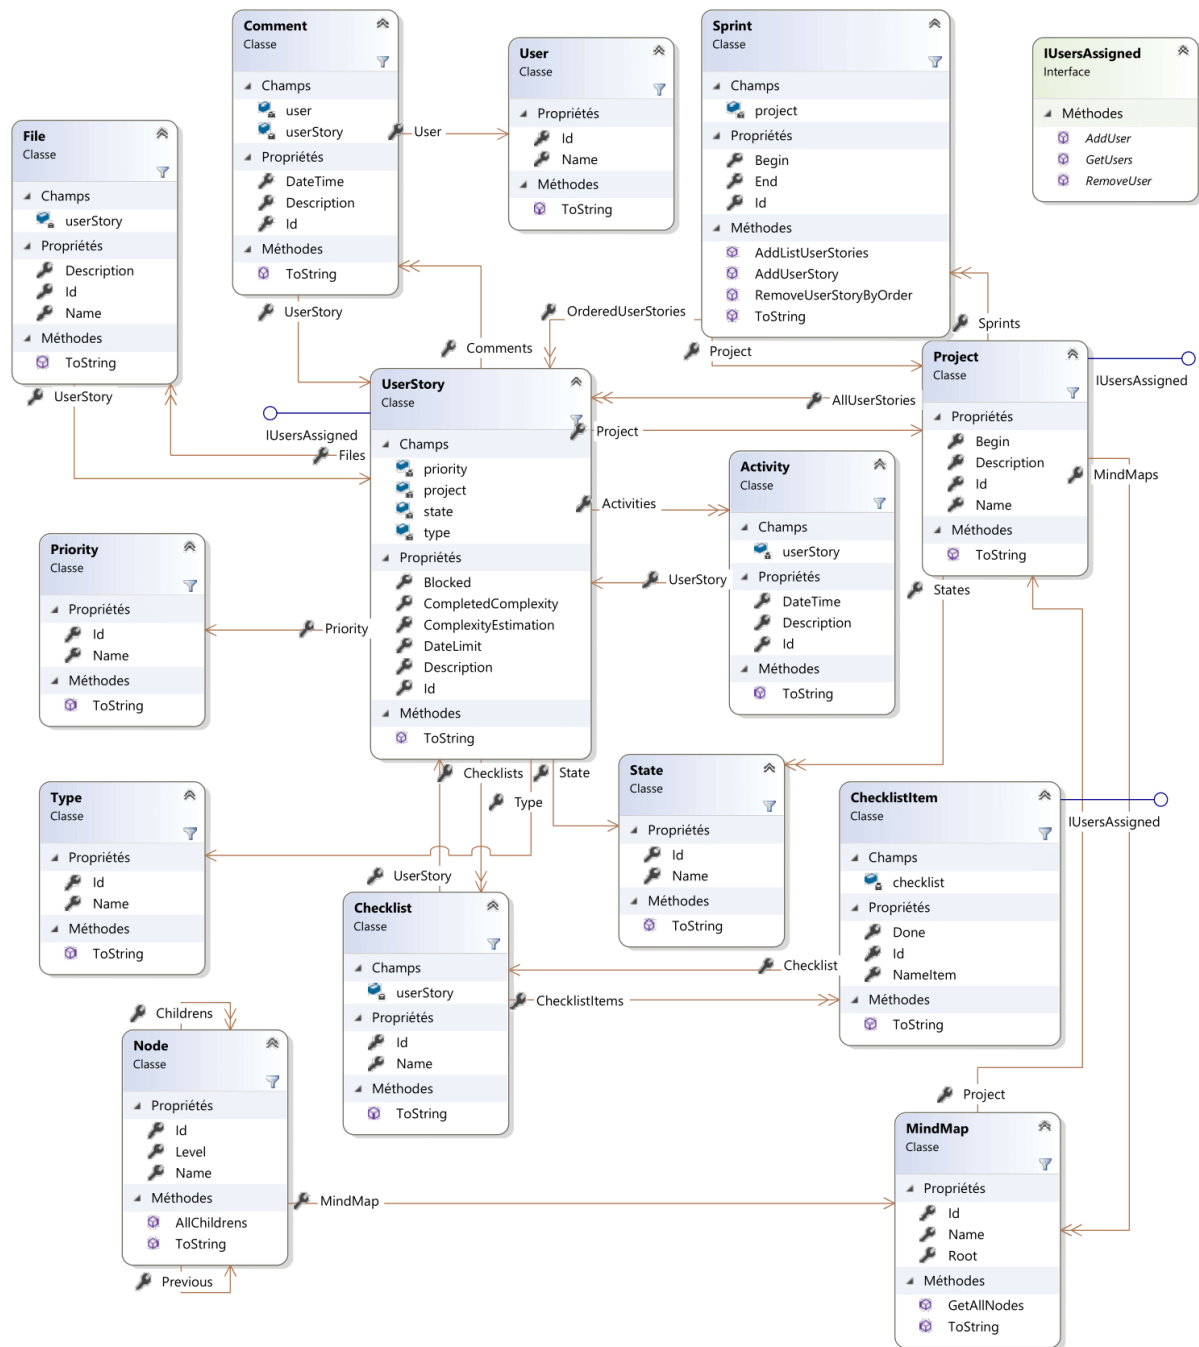 Comment
Classe
Champs
user
userStory
Propriétés
DateTime
Description
Id
Méthodes
ToString
User
User
Classe
Propriétés
Id
Name
Méthodes
ToString
Sprint
Classe
Champs
project
Propriétés
Begin
End
Id
Méthodes
AddListUserStories
AddUserStory
RemoveUserStoryByOrder
ToString
IUsersAssigned
Interface
Méthodes
AddUser
GetUsers
RemoveUser
File
Classe
Champs
userStory
Propriétés
Description
Id
Name
Méthodes
ToString
UserStory
UserStory
Comments
OrderedUserStories
Project
Sprints
UserStory
Classe
Champs
priority
project
state
type
Propriétés
Blocked
CompletedComplexity
ComplexityEstimation
DateLimit
Description
Id
Méthodes
ToString
IUsersAssigned
Files
AllUserStories
Project
Activities
UserStory
Project
Classe
Propriétés
Begin
Description
Id
Name
Méthodes
ToString
IUsersAssigned
MindMaps
States
Activity
Classe
Champs
userStory
Propriétés
DateTime
Description
Id
Méthodes
ToString
Priority
Classe
Propriétés
Id
Name
Méthodes
ToString
Priority
Checklists
State
Type
UserStory
Type
Classe
Propriétés
Id
Name
Méthodes
ToString
State
Classe
Propriétés
Id
Name
Méthodes
ToString
ChecklistItem
Classe
Champs
checklist
Propriétés
Done
Id
NameItem
Méthodes
ToString
IUsersAssigned
Checklist
Classe
Champs
userStory
Propriétés
Id
Name
Méthodes
ToString
Checklist
ChecklistItems
Childrens
Node
Classe
Propriétés
Id
Level
Name
Méthodes
AllChildrens
ToString
Previous
MindMap
Project
MindMap
Classe
Propriétés
Id
Name
Root
Méthodes
GetAllNodes
ToString